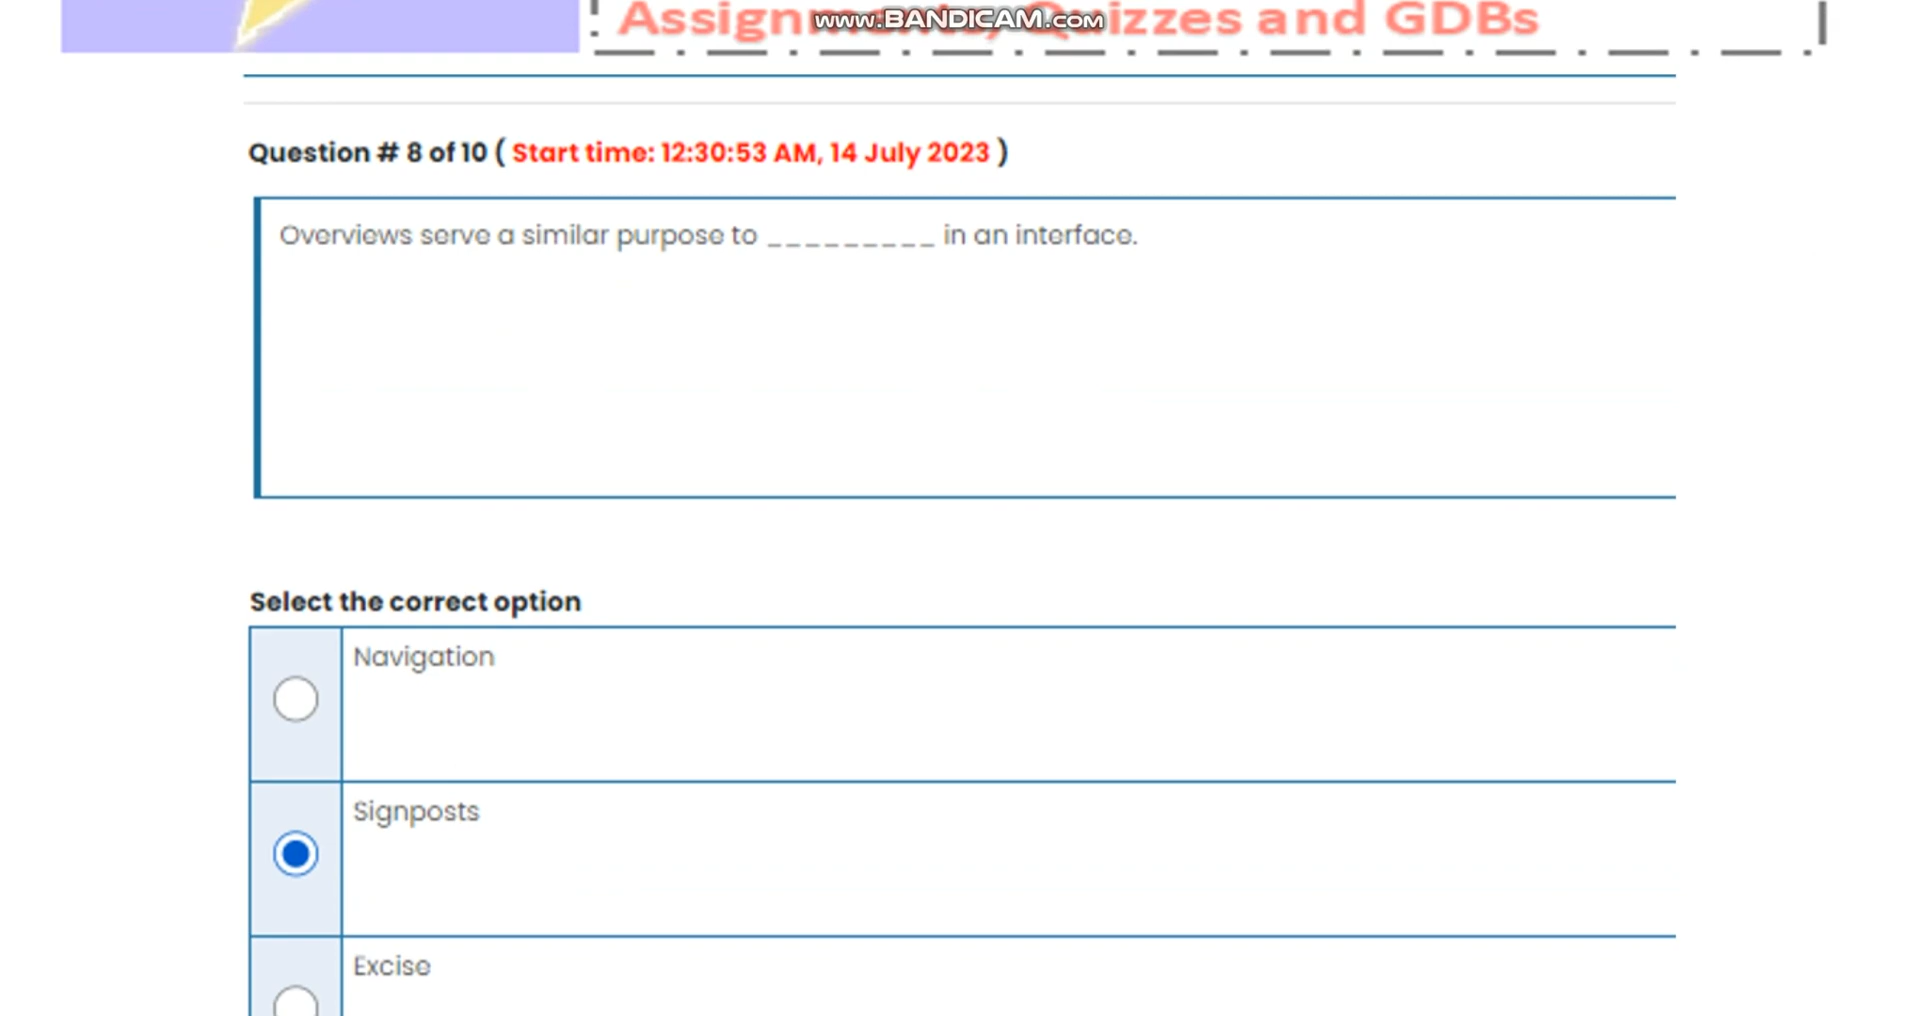 Assignments, Quizzes and GDBs
www.BANDICAM.com
Question # 8 of 10 ( Start time: 12:30:53 AM, 14 July 2023 )
Overviews serve a similar purpose to _________ in an interface.
Select the correct option
Navigation
Signposts
Excise